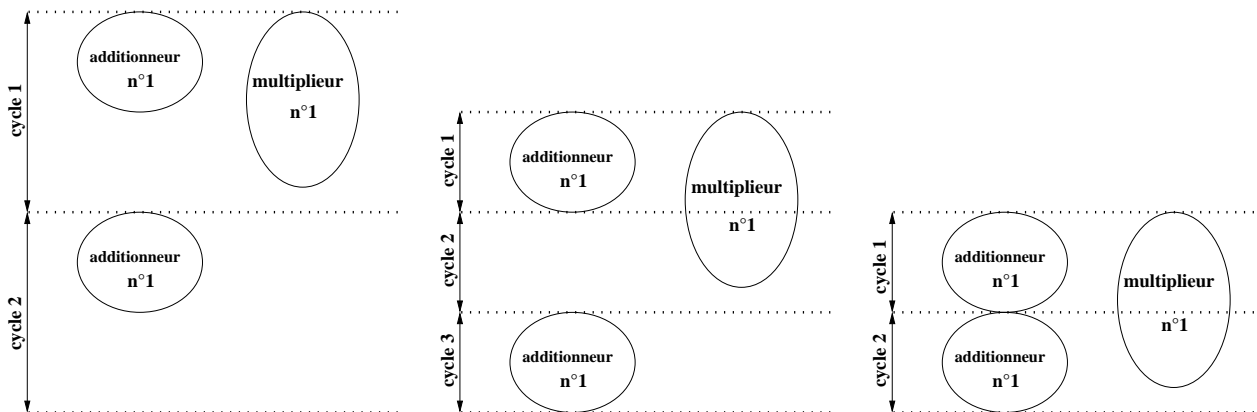 cycle 1
additionneur
n°1
multiplieur
n°1
cycle 2
additionneur
n°1
cycle 1
additionneur
n°1
multiplieur
n°1
cycle 2
cycle 3
additionneur
n°1
cycle 1
additionneur
n°1
multiplieur
n°1
cycle 2
additionneur
n°1